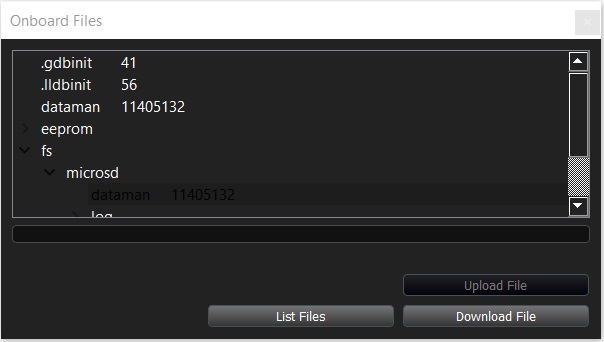 Onboard Files
.gdbinit 41
.lldbinit 56
dataman 11405132
eeprom
fs
microsd
dataman 11405132
log
Upload File
List Files Download File